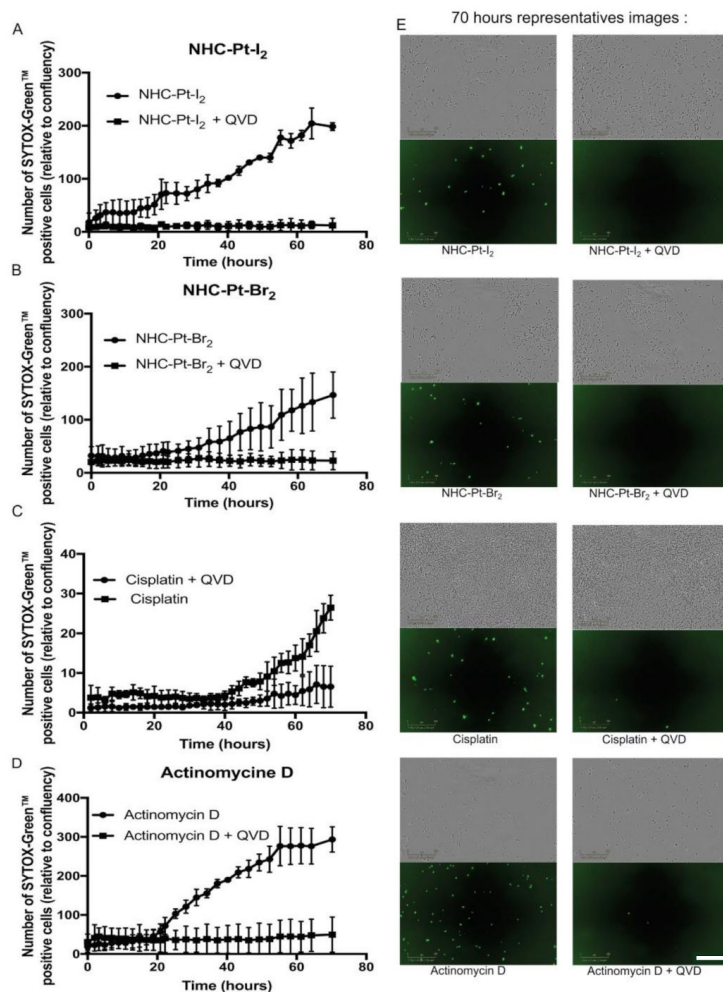 A
NHC-Pt-I2
Number of SYTOX-Green™
positive cells (relative to confluency)
300
200
100
0
NHC-Pt-I2
NHC-Pt-I2 + QVD
0 20 40 60 80
Time (hours)
B
NHC-Pt-Br2
Number of SYTOX-Green™
positive cells (relative to confluency)
300
200
100
0
NHC-Pt-Br2
NHC-Pt-Br2 + QVD
0 20 40 60 80
Time (hours)
C
Number of SYTOX-Green™
positive cells (relative to confluency)
40
30
20
10
0
Cisplatin + QVD
Cisplatin
0 20 40 60 80
Time (hours)
D
Actinomycine D
Number of SYTOX-Green™
positive cells (relative to confluency)
400
300
200
100
0
Actinomycin D
Actinomycin D + QVD
0 20 40 60 80
Time (hours)
E
70 hours representatives images :
NHC-Pt-I2
NHC-Pt-I2 + QVD
NHC-Pt-Br2
NHC-Pt-Br2 + QVD
Cisplatin
Cisplatin + QVD
Actinomycin D
Actinomycin D + QVD